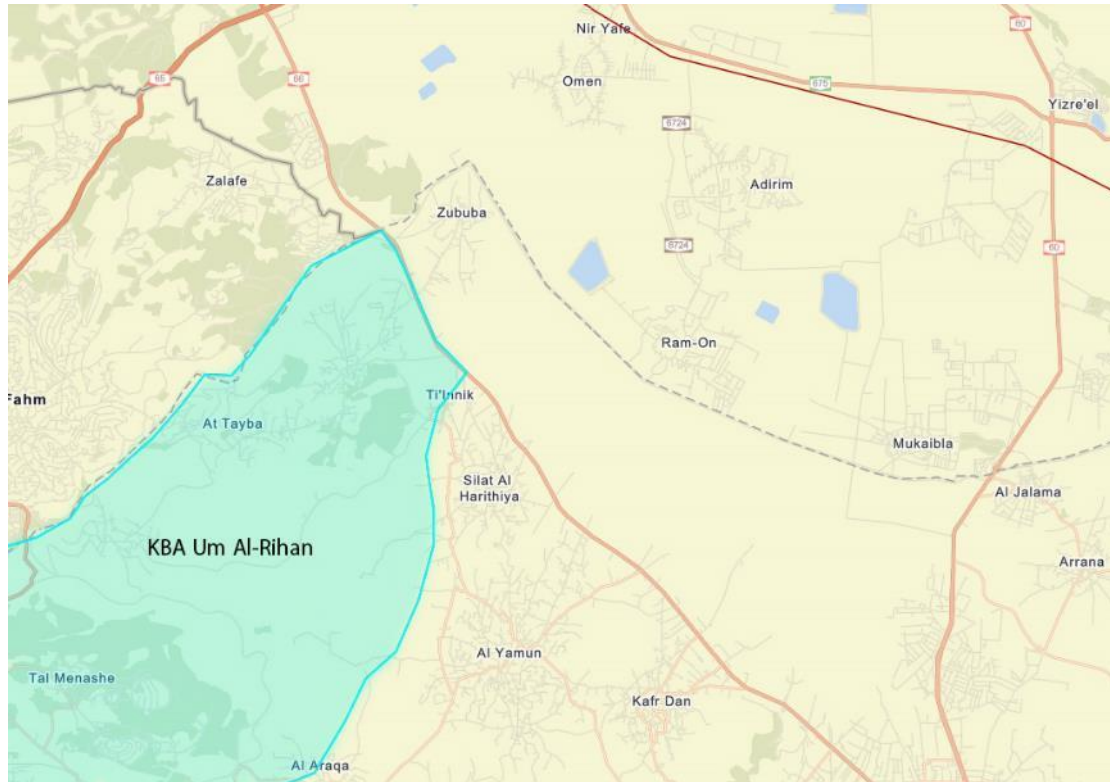 Nir Yafe
Omen
66
60
675
60
Yizre'el
6724
Zalafe
Adirim
Zububa
6724
60
Ram-On
Fahm
At Tayba
Ti'Innik
Mukaibla
Silat Al
Harithiya
Al Jalama
KBA Um Al-Rihan
Arrana
Al Yamun
Tal Menashe
Kafr Dan
Al Araqa